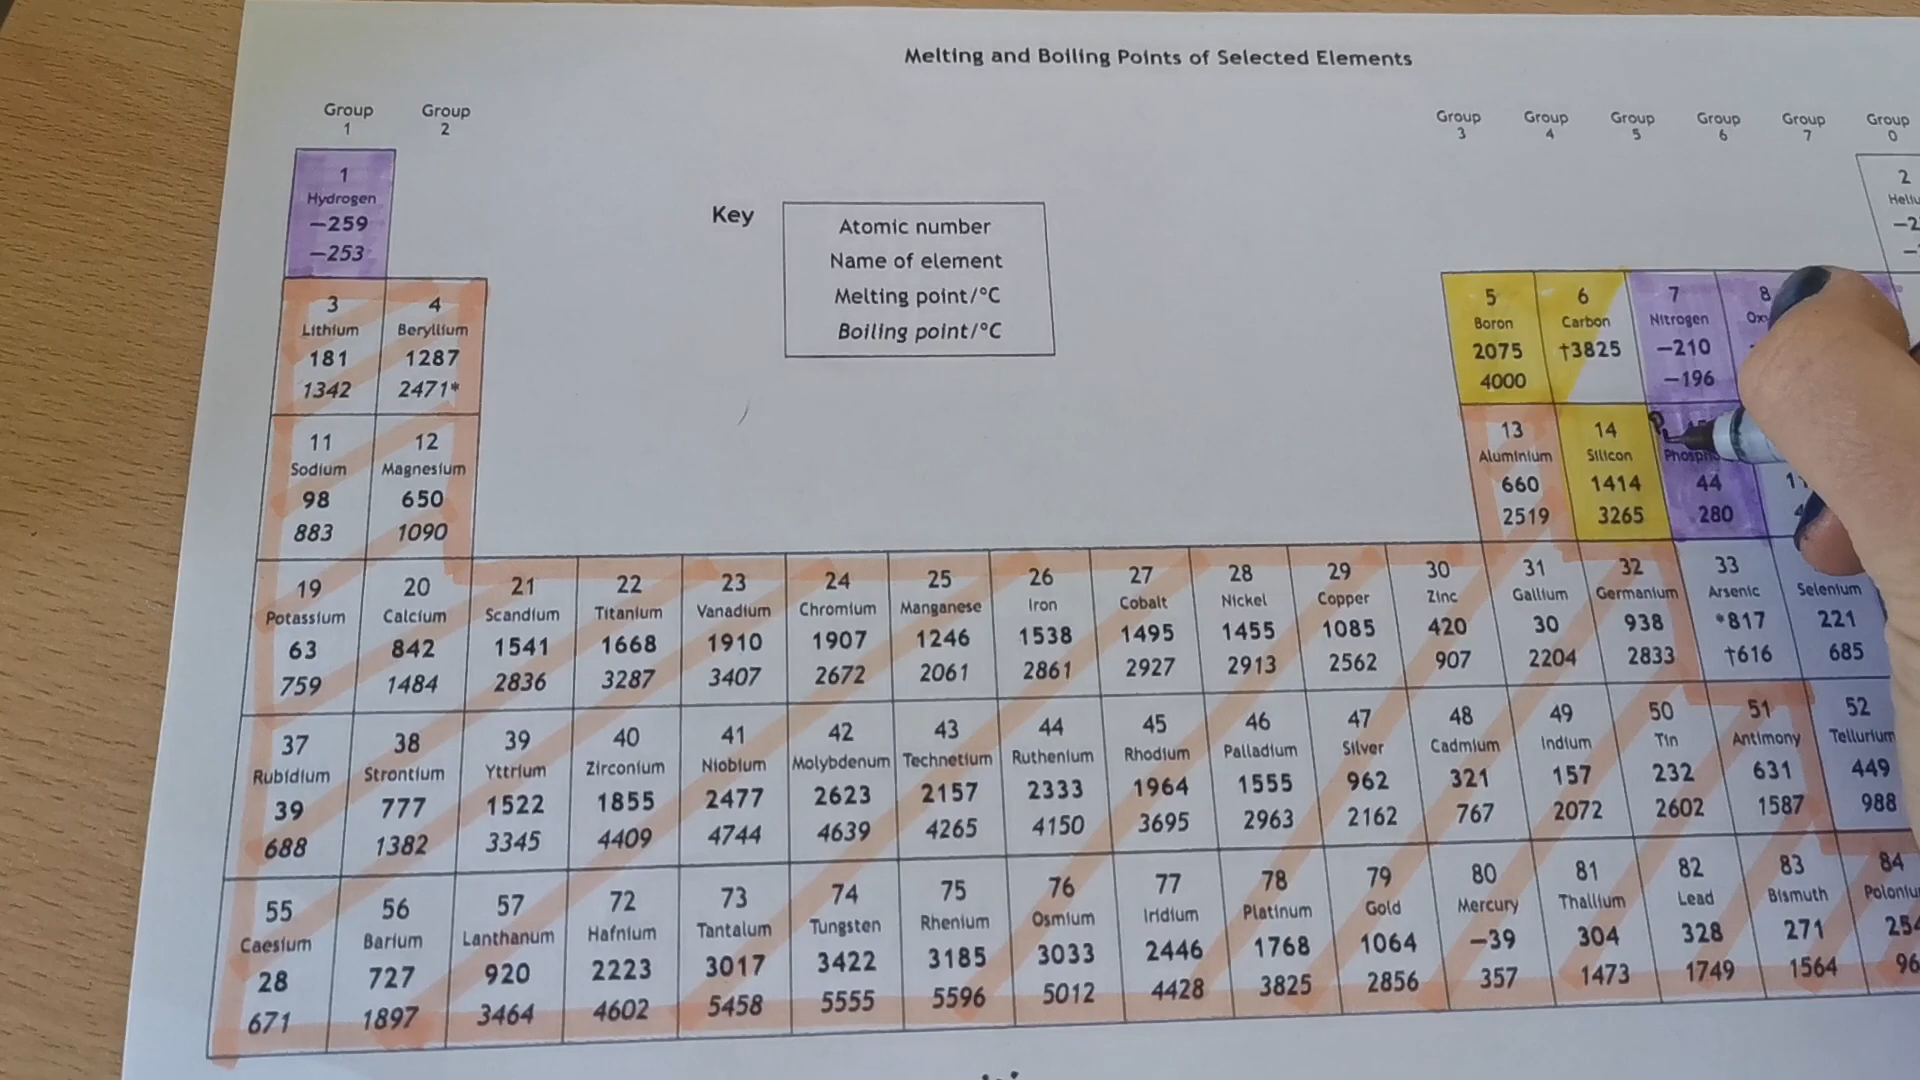 Melting and Boiling Points of Selected Elements
Group 1
Group 2
Group 3
Group 4
Group 5
Group 6
Group 7
Group 0
Key
Atomic number
Name of element
Melting point/°C
Boiling point/°C
1
Hydrogen
−259
−253
2
3
Lithium
181
1342
4
Beryllium
1287
2471*
5
Boron
2075
4000
6
Carbon
†3825
7
Nitrogen
−210
−196
8
11
Sodium
98
883
12
Magnesium
650
1090
13
Aluminium
660
2519
14
Silicon
1414
3265
44
280
19
Potassium
63
759
20
Calcium
842
1484
21
Scandium
1541
2836
22
Titanium
1668
3287
23
Vanadium
1910
3407
24
Chromium
1907
2672
25
Manganese
1246
2061
26
Iron
1538
2861
27
Cobalt
1495
2927
28
Nickel
1455
2913
29
Copper
1085
2562
30
Zinc
420
907
31
Gallium
30
2204
32
Germanium
938
2833
33
Arsenic
*817
†616
Selenium
221
685
37
Rubidium
39
688
38
Strontium
777
1382
39
Yttrium
1522
3345
40
Zirconium
1855
4409
41
Niobium
2477
4744
42
Molybdenum
2623
4639
43
Technetium
2157
4265
44
Ruthenium
2333
4150
45
Rhodium
1964
3695
46
Palladium
1555
2963
47
Silver
962
2162
48
Cadmium
321
767
49
Indium
157
2072
50
Tin
232
2602
51
Antimony
631
1587
52
Tellurium
449
988
55
Caesium
28
671
56
Barium
727
1897
57
Lanthanum
920
3464
72
Hafnium
2223
4602
73
Tantalum
3017
5458
74
Tungsten
3422
5555
75
Rhenium
3185
5596
76
Osmium
3033
5012
77
Iridium
2446
4428
78
Platinum
1768
3825
79
Gold
1064
2856
80
Mercury
−39
357
81
Thallium
304
1473
82
Lead
328
1749
83
Bismuth
271
1564
84